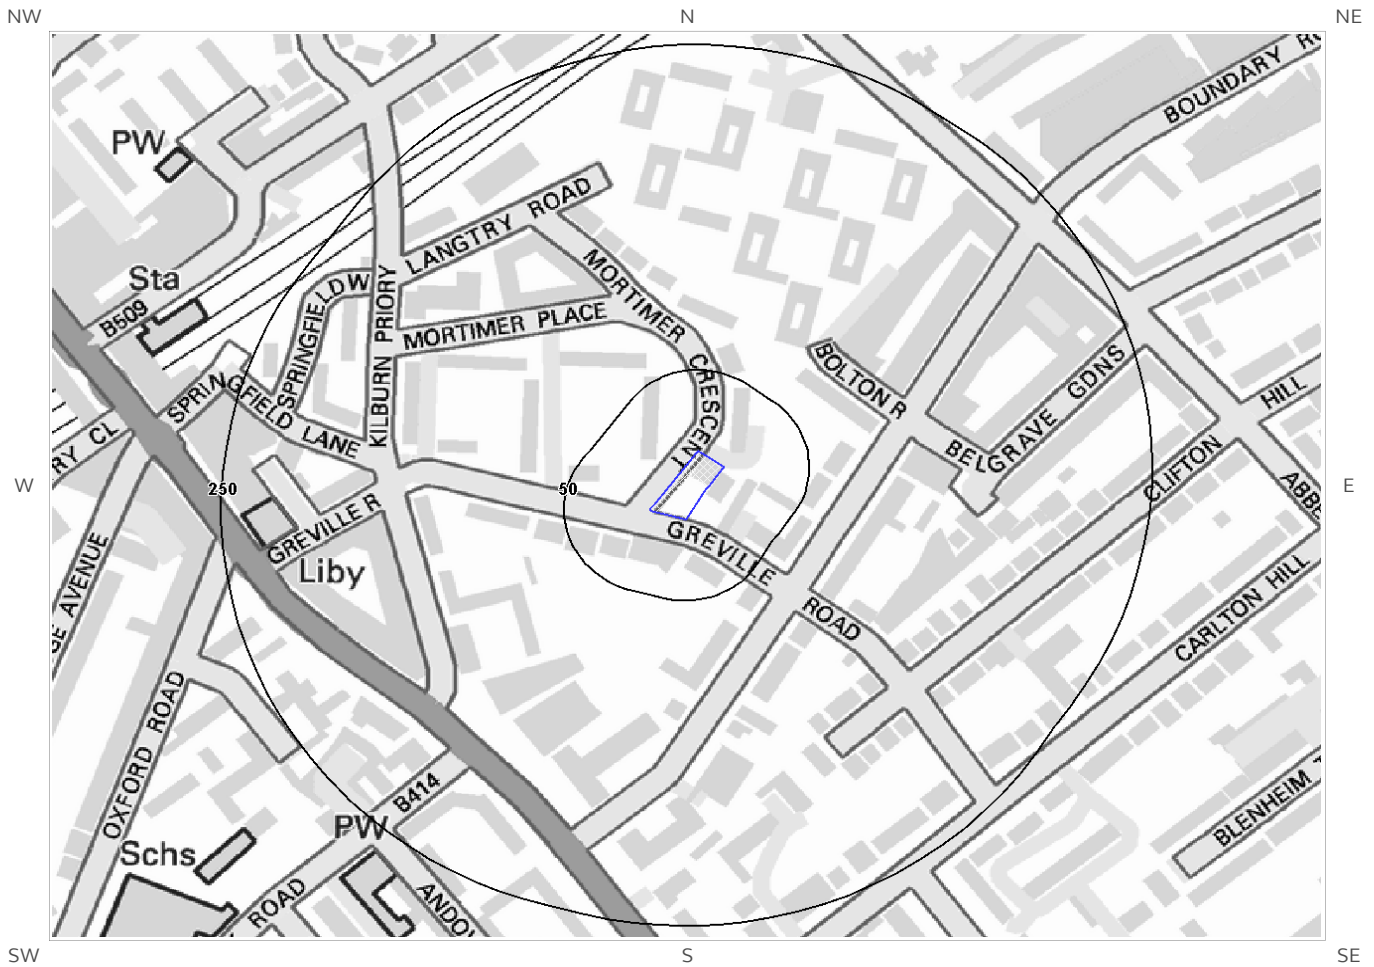 NW
N
NE
BOUNDARY
PW
LANGTRY ROAD
Sta
B509
SPRINGFIELD W
KILBURN PRIORY
MORTIMER PLACE
MORTIMER CRESCENT
BOLTON R
SPRINGFIELD LANE
BELGRAVE GDNS
HILL
RY CL
CLIFTON
W
250
50
E
GREVILLE R
GREVILLE ROAD
Liby
AVENUE
CARLTON HILL
OXFORD ROAD
B414
PW
BLENHEIM
Schs
ROAD
SW
S
SE